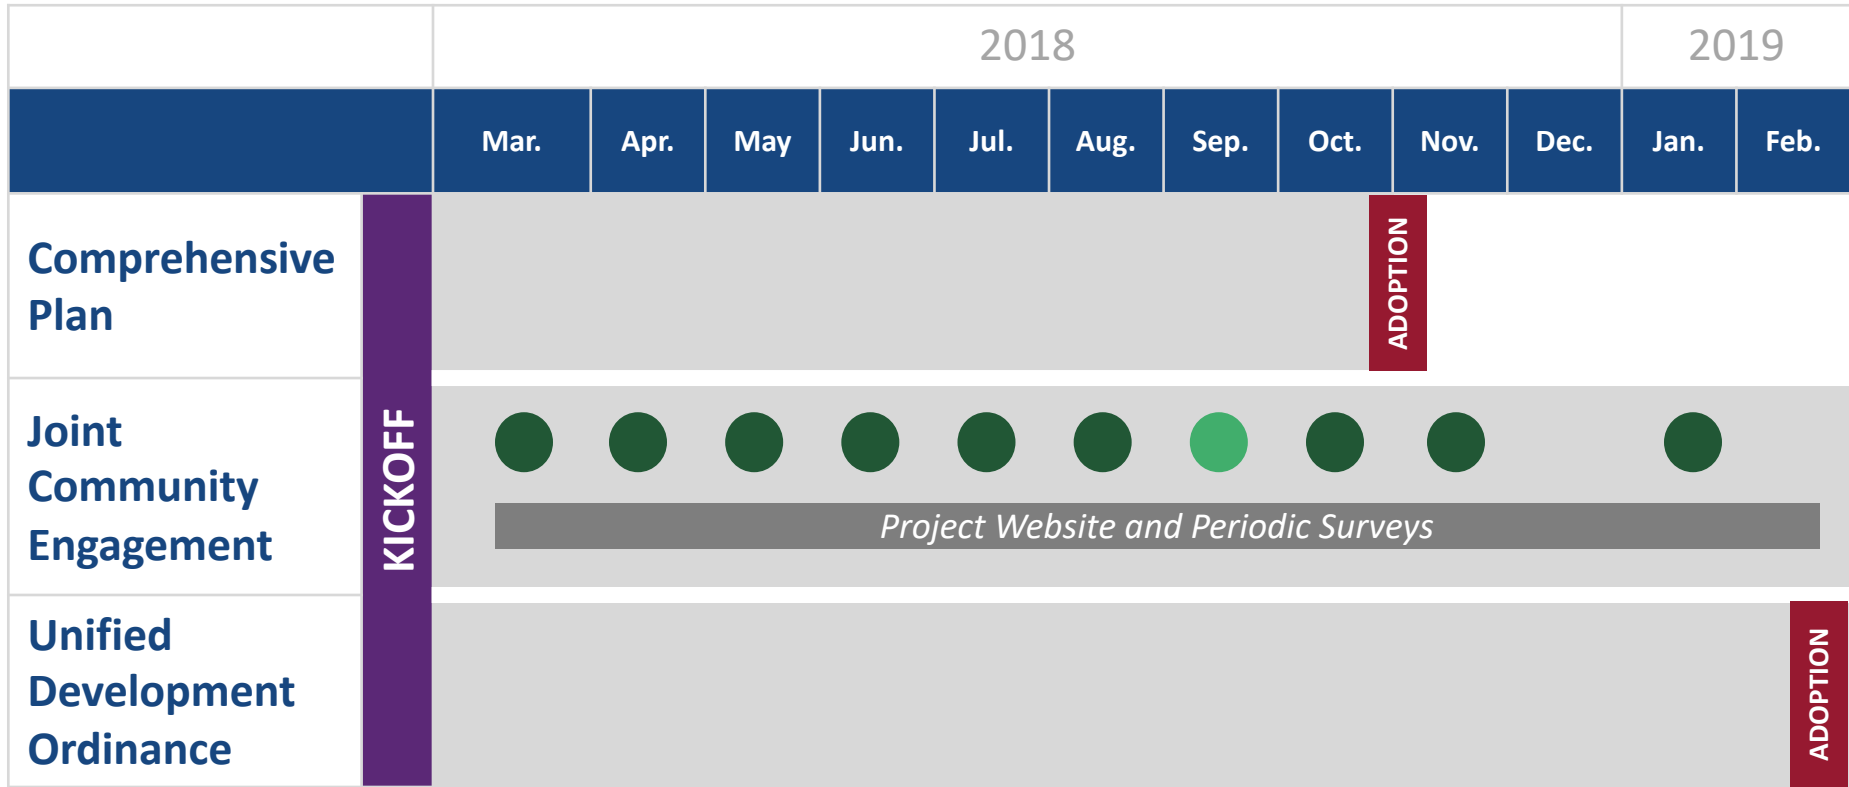 2018 2019
Mar. Apr. May Jun. Jul. Aug. Sep. Oct. Nov. Dec. Jan. Feb.
Comprehensive
Plan
ADOPTION
KICKOFF
Joint
Community
Engagement
Project Website and Periodic Surveys
Unified
Development
Ordinance
ADOPTION